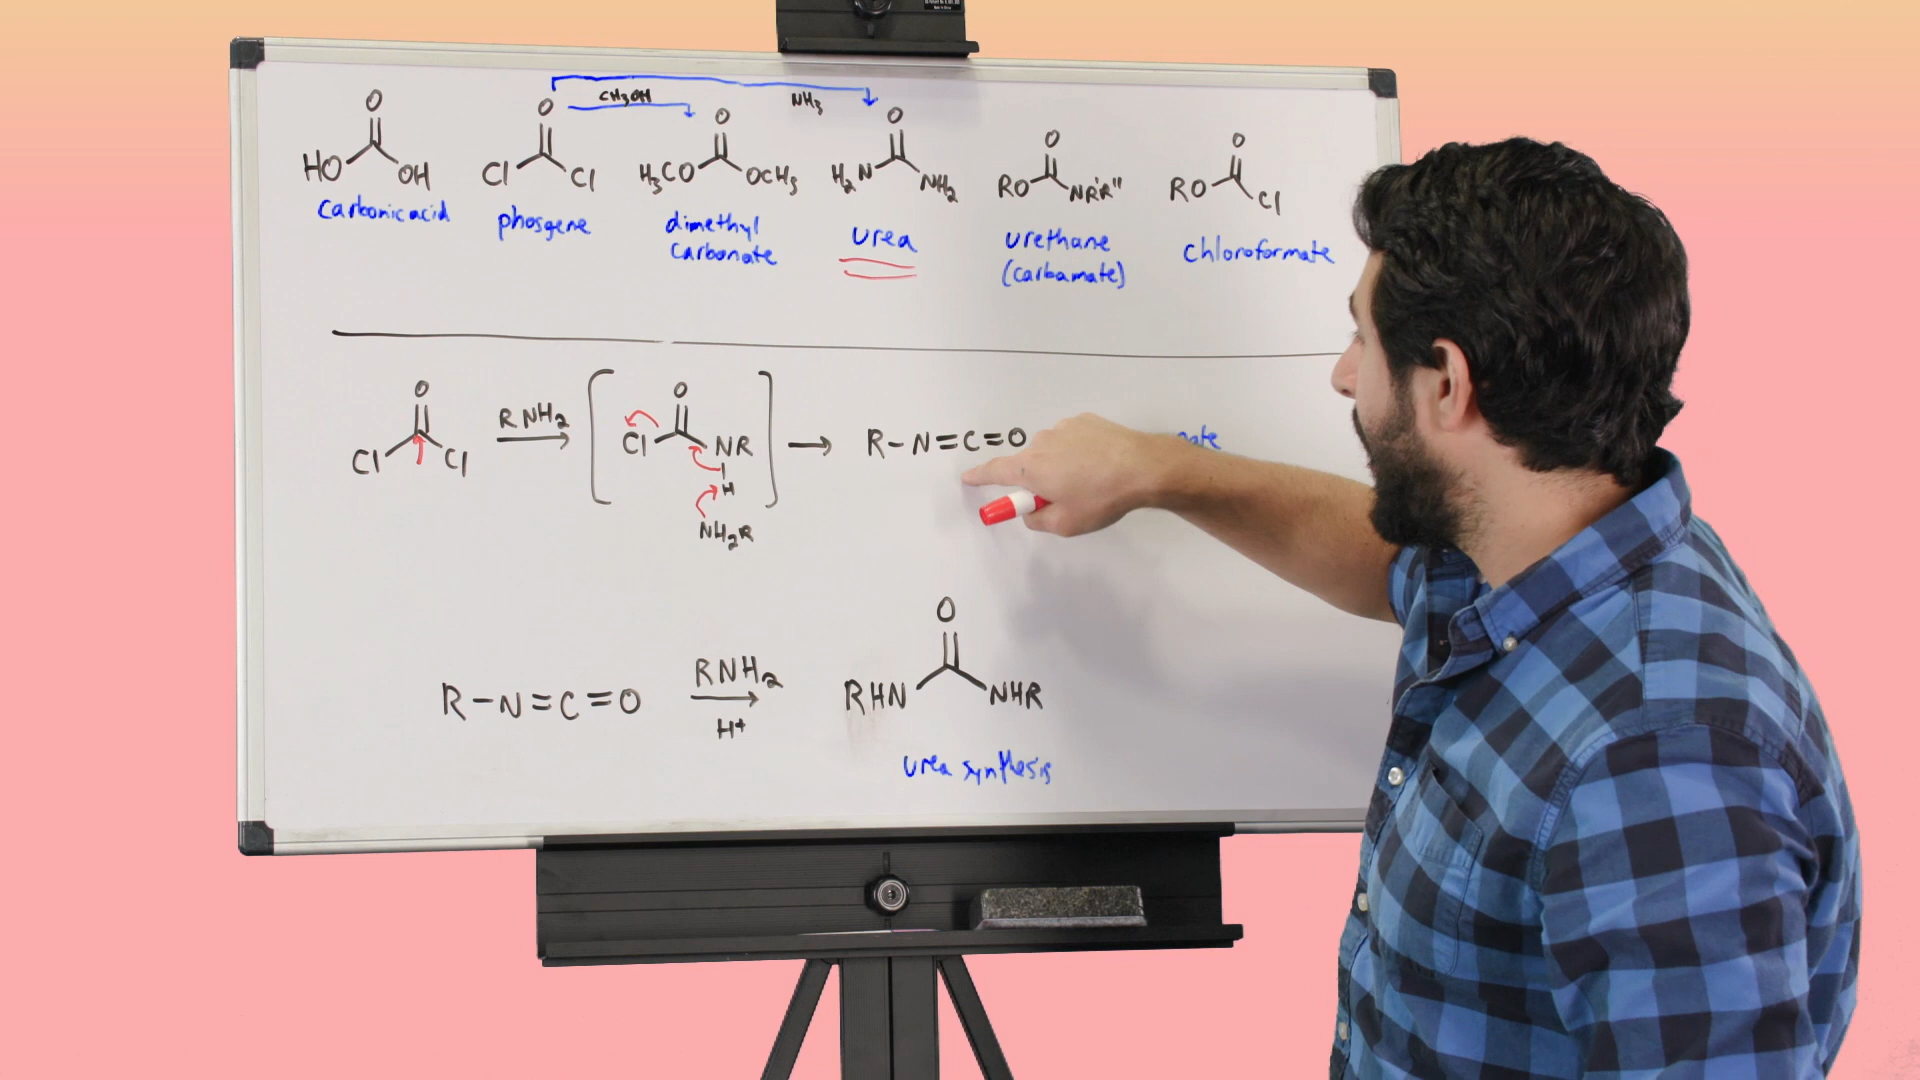 CH3OH
NH3
O
O
O
O
O
O
HO OH
Cl Cl
H3CO OCH3
H2N NH2
RO NR'R''
RO Cl
Carbonic acid
phosgene
dimethyl
carbonate
urea
urethane
(carbamate)
chloroformate
O
Cl Cl
RNH2
O
Cl NR
H
NH2R
R-N=C=O
R-N=C=O
RNH2
H+
O
RHN NHR
urea synthesis